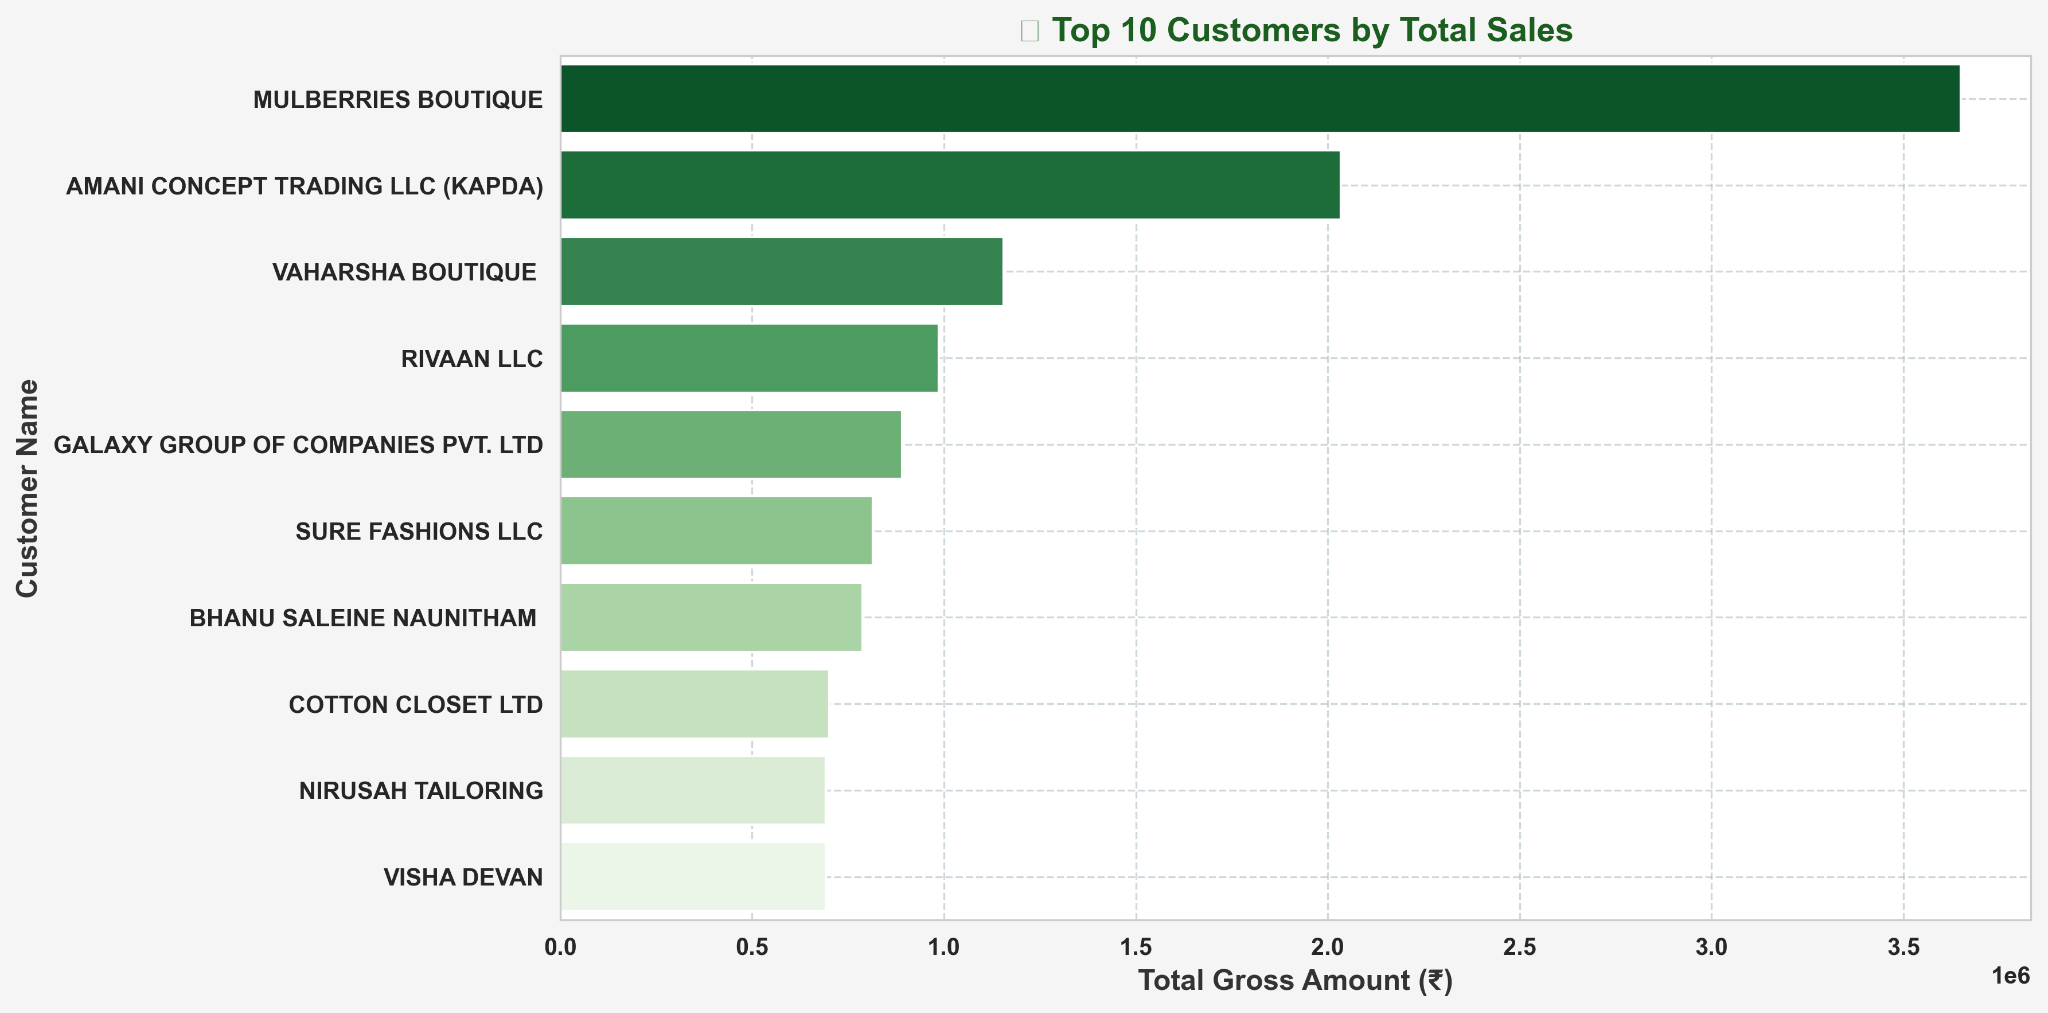 Top 10 Customers by Total Sales
Customer Name
MULBERRIES BOUTIQUE
AMANI CONCEPT TRADING LLC (KAPDA)
VAHARSHA BOUTIQUE
RIVAAN LLC
GALAXY GROUP OF COMPANIES PVT. LTD
SURE FASHIONS LLC
BHANU SALEINE NAUNITHAM
COTTON CLOSET LTD
NIRUSAH TAILORING
VISHA DEVAN
0.0 0.5 1.0 1.5 2.0 2.5 3.0 3.5
1e6
Total Gross Amount (₹)